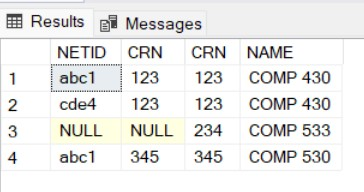 Results Messages
NETID CRN CRN NAME
1 abc1 123 123 COMP 430
2 cde4 123 123 COMP 430
3 NULL NULL 234 COMP 533
4 abc1 345 345 COMP 530